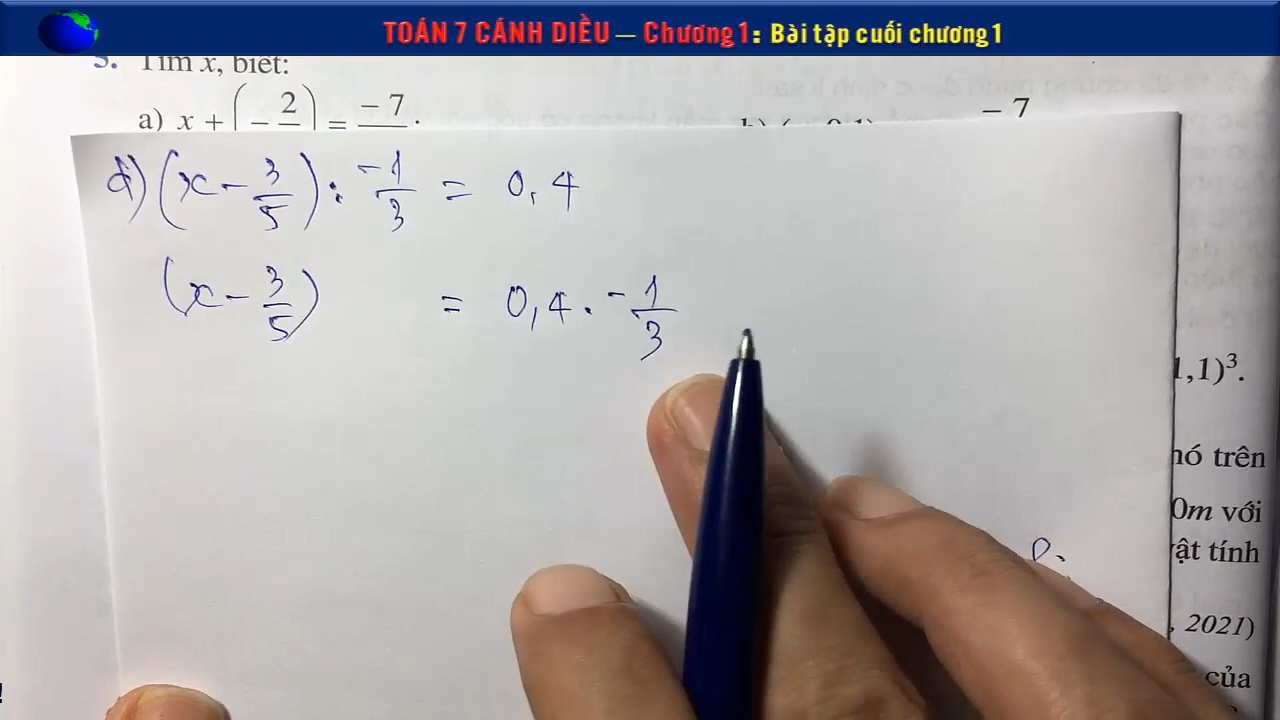 TOÁN 7 CÁNH DIỀU – Chương 1: Bài tập cuối chương 1
5. Tìm x, biết:
a) x + (– 2 ) = – 7 .
– 7
d) (x – 3/5) : -1/3 = 0,4
(x – 3/5) = 0,4 . -1/3
1,1)³.
hó trên
0m với
ật tính
, 2021)
của